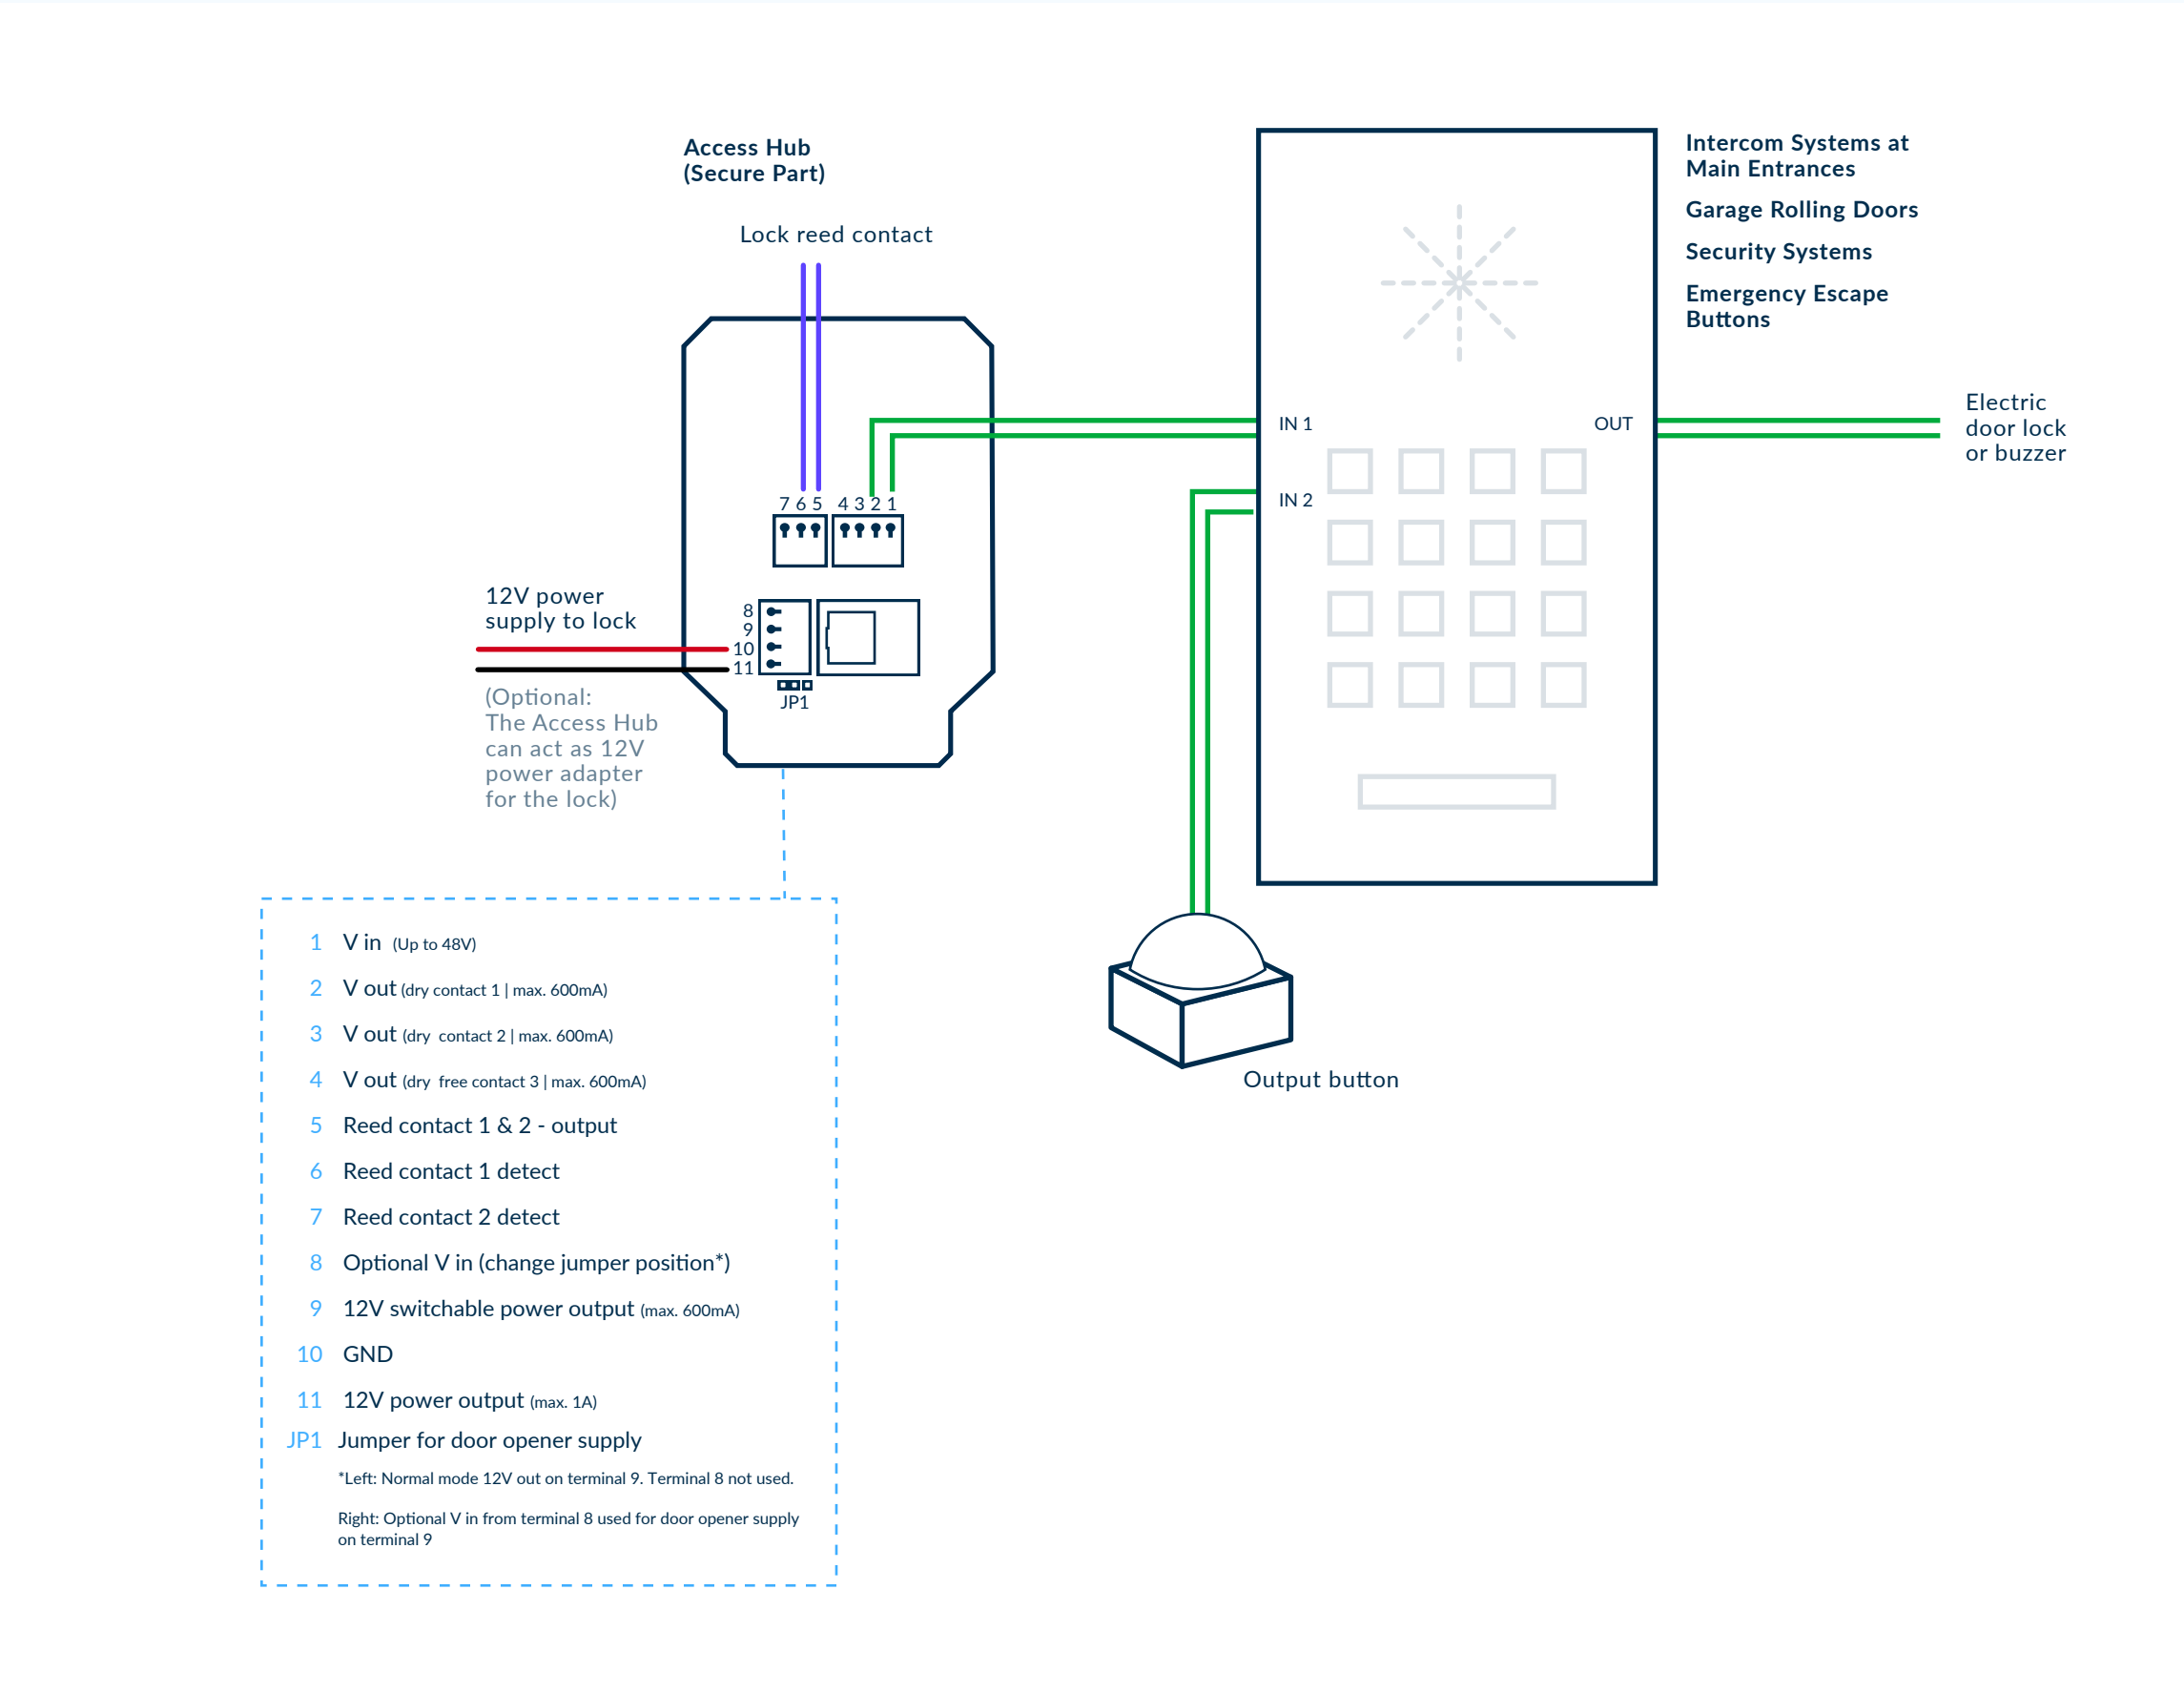 Access Hub
(Secure Part)
Lock reed contact
7 6 5 4 3 2 1
12V power
supply to lock
8
9
10
11
JP1
(Optional:
The Access Hub
can act as 12V
power adapter
for the lock)
Intercom Systems at
Main Entrances
Garage Rolling Doors
Security Systems
Emergency Escape
Buttons
IN 1
OUT
IN 2
Electric
door lock
or buzzer
Output button
1 V in (Up to 48V)
2 V out (dry contact 1 | max. 600mA)
3 V out (dry contact 2 | max. 600mA)
4 V out (dry free contact 3 | max. 600mA)
5 Reed contact 1 & 2 - output
6 Reed contact 1 detect
7 Reed contact 2 detect
8 Optional V in (change jumper position*)
9 12V switchable power output (max. 600mA)
10 GND
11 12V power output (max. 1A)
JP1 Jumper for door opener supply
*Left: Normal mode 12V out on terminal 9. Terminal 8 not used.
Right: Optional V in from terminal 8 used for door opener supply
on terminal 9